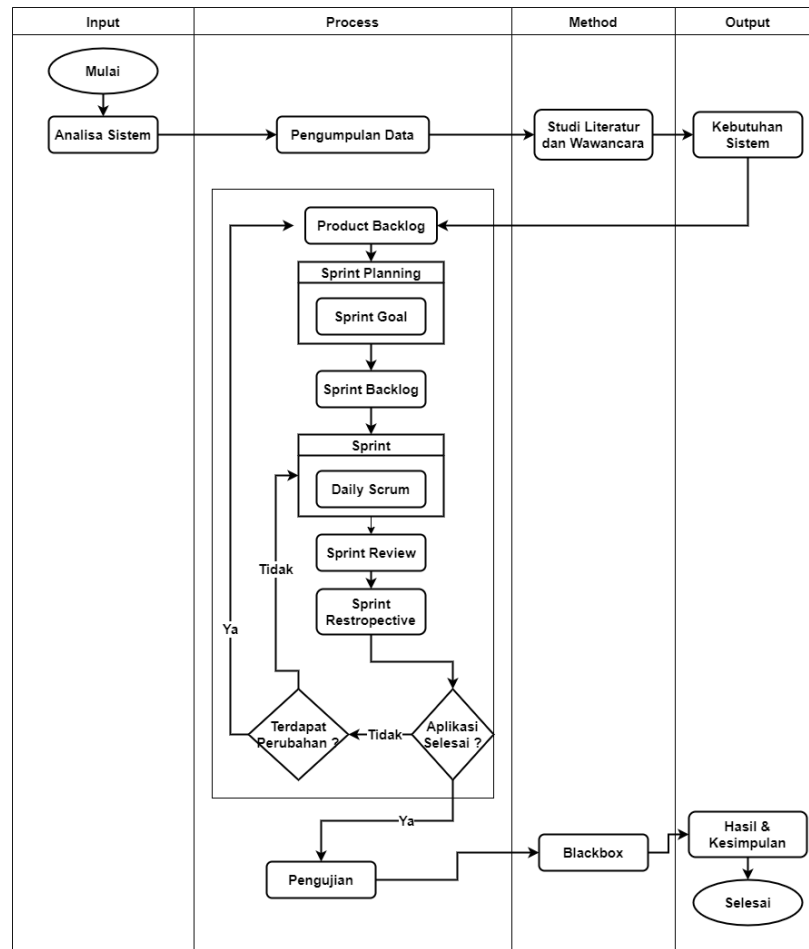 Input
Process
Method
Output
Mulai
Analisa Sistem
Pengumpulan Data
Studi Literatur
dan Wawancara
Kebutuhan
Sistem
Product Backlog
Sprint Planning
Sprint Goal
Sprint Backlog
Sprint
Daily Scrum
Sprint Review
Sprint
Restropective
Tidak
Ya
Terdapat
Perubahan ?
Tidak
Aplikasi
Selesai ?
Ya
Pengujian
Blackbox
Hasil &
Kesimpulan
Selesai